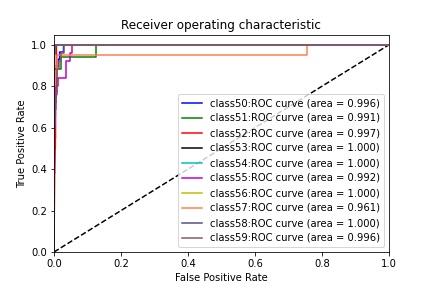 Receiver operating characteristic
True Positive Rate
1.0
0.8
0.6
0.4
0.2
0.0
class50:ROC curve (area = 0.996)
class51:ROC curve (area = 0.991)
class52:ROC curve (area = 0.997)
class53:ROC curve (area = 1.000)
class54:ROC curve (area = 1.000)
class55:ROC curve (area = 0.992)
class56:ROC curve (area = 1.000)
class57:ROC curve (area = 0.961)
class58:ROC curve (area = 1.000)
class59:ROC curve (area = 0.996)
0.0 0.2 0.4 0.6 0.8 1.0
False Positive Rate